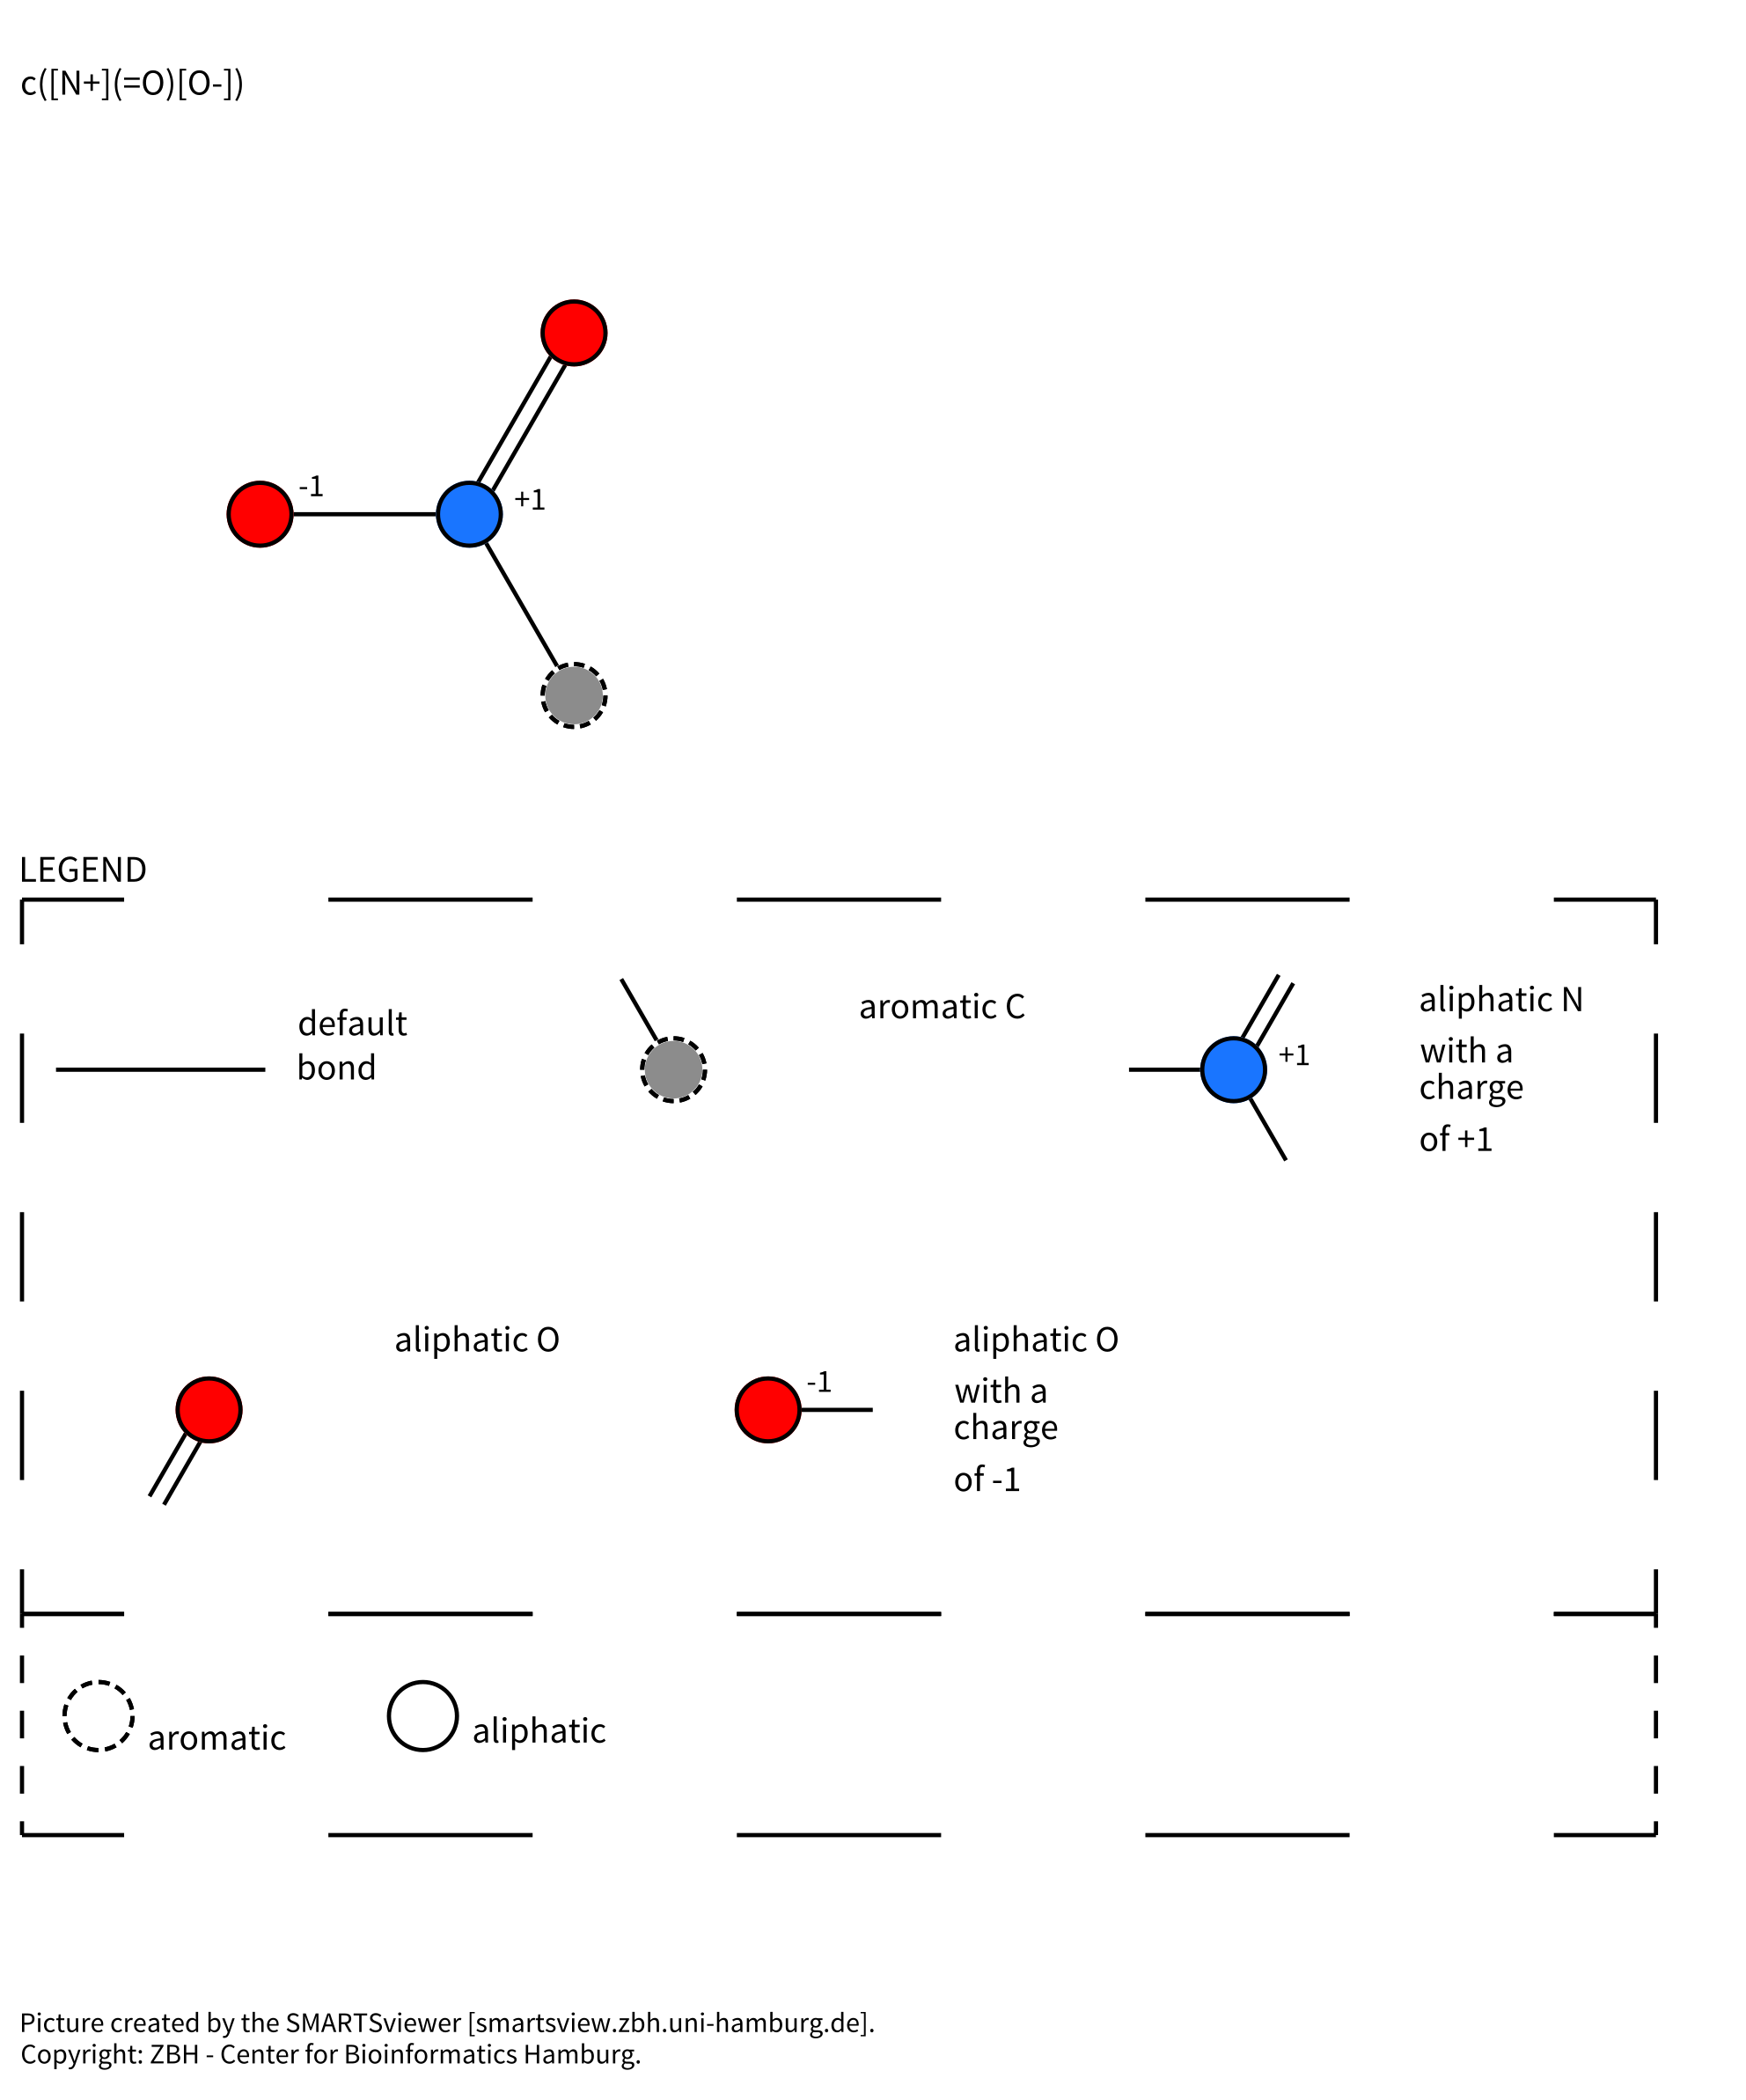 c([N+](=O)[O-])
-1
+1
LEGEND
default
bond
aromatic C
+1
aliphatic N
with a
charge
of +1
aliphatic O
-1
aliphatic O
with a
charge
of -1
aromatic
aliphatic
Picture created by the SMARTSviewer [smartsview.zbh.uni-hamburg.de].
Copyright: ZBH - Center for Bioinformatics Hamburg.